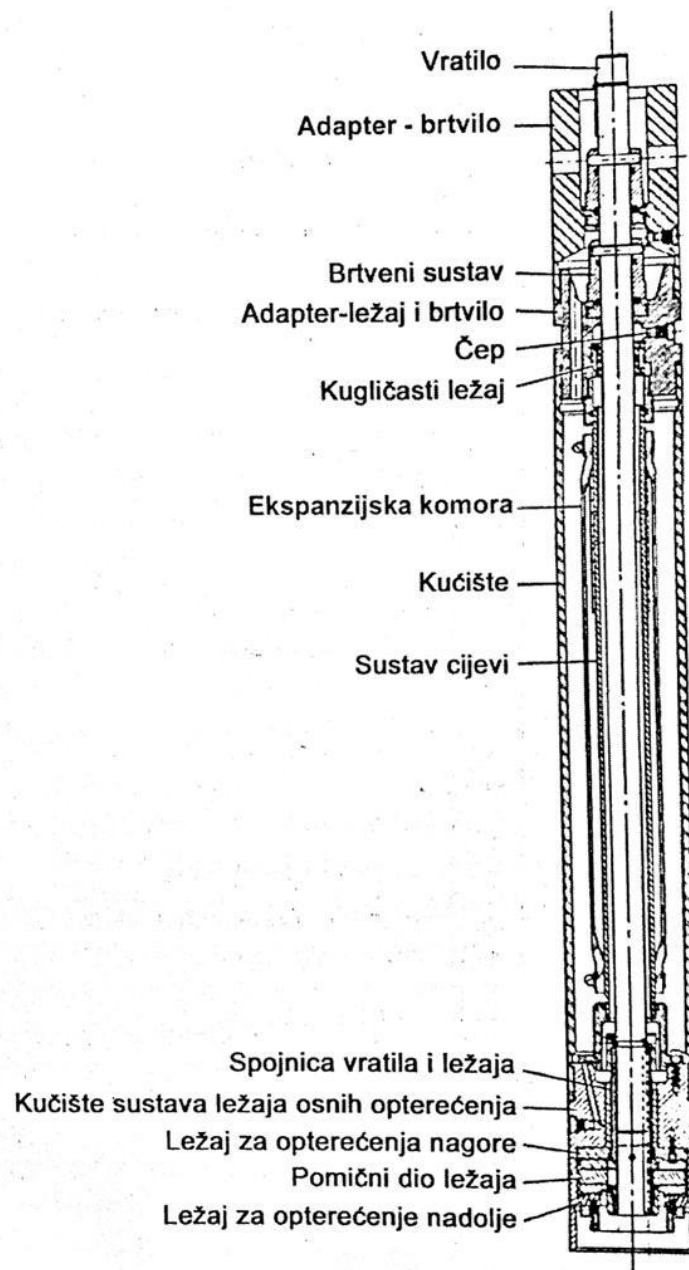 Vratilo
Adapter - brtvilo
Brtveni sustav
Adapter-ležaj i brtvilo
Čep
Kugličasti ležaj
Ekspanzijska komora
Kućište
Sustav cijevi
Spojnica vratila i ležaja
Kučište sustava ležaja osnih opterećenja
Ležaj za opterećenja nagore
Pomični dio ležaja
Ležaj za opterećenje nadolje